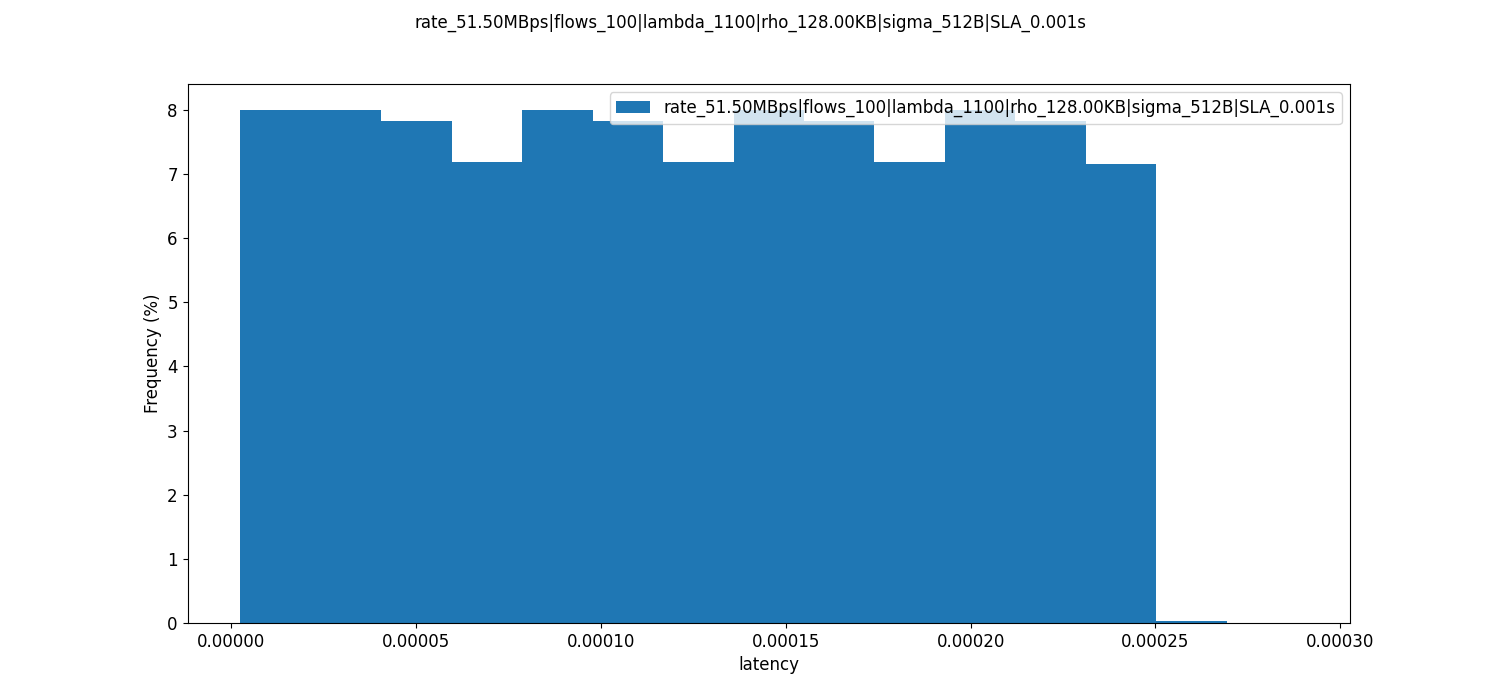 rate_51.50MBps|flows_100|lambda_1100|rho_128.00KB|sigma_512B|SLA_0.001s
rate_51.50MBps|flows_100|lambda_1100|rho_128.00KB|sigma_512B|SLA_0.001s
8
7
6
5
4
3
2
1
0
Frequency (%)
0.00000 0.00005 0.00010 0.00015 0.00020 0.00025 0.00030
latency